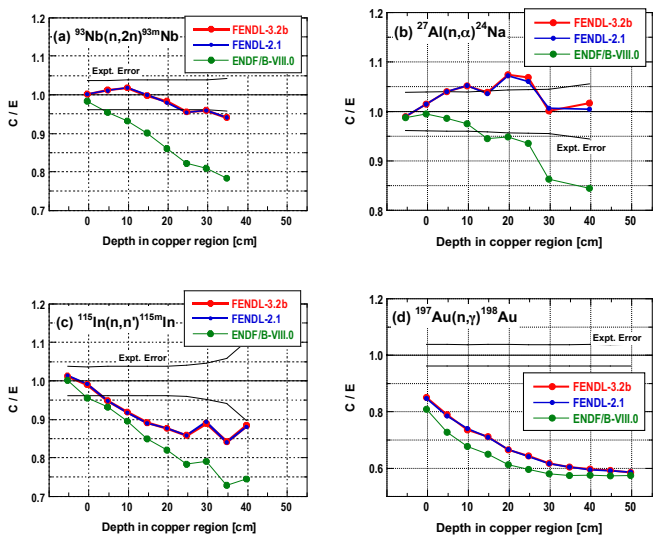 (a) ⁹³Nb(n,2n)⁹³ᵐNb
FENDL-3.2b
FENDL-2.1
ENDF/B-VIII.0
Expt. Error
C / E
1.3
1.2
1.1
1.0
0.9
0.8
0.7
0 10 20 30 40 50
Depth in copper region [cm]
(b) ²⁷Al(n,α)²⁴Na
FENDL-3.2b
FENDL-2.1
ENDF/B-VIII.0
Expt. Error
C / E
1.2
1.1
1.0
0.9
0.8
0 10 20 30 40 50
Depth in copper region [cm]
(c) ¹¹⁵In(n,n')¹¹⁵ᵐIn
FENDL-3.2b
FENDL-2.1
ENDF/B-VIII.0
Expt. Error
C / E
1.2
1.1
1.0
0.9
0.8
0.7
0 10 20 30 40 50
Depth in copper region [cm]
(d) ¹⁹⁷Au(n,γ)¹⁹⁸Au
Expt. Error
FENDL-3.2b
FENDL-2.1
ENDF/B-VIII.0
C / E
1.2
1.0
0.8
0.6
0 10 20 30 40 50
Depth in copper region [cm]